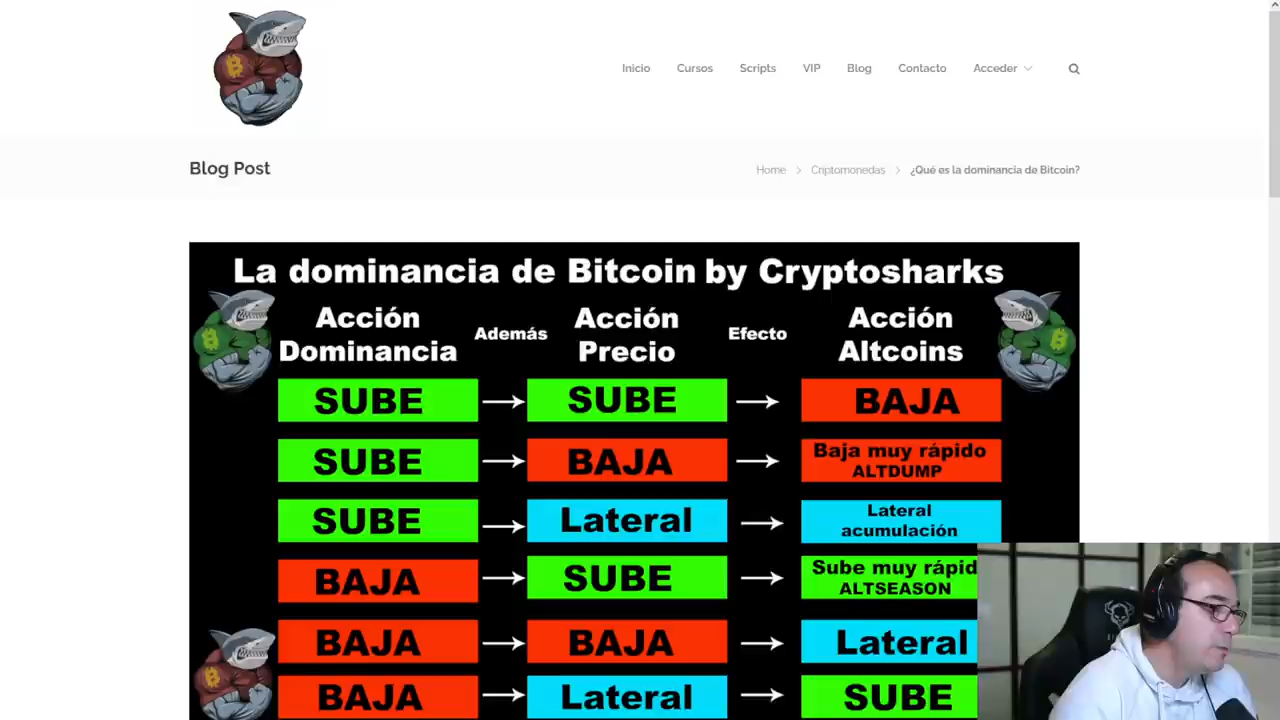 Inicio Cursos Scripts VIP Blog Contacto Acceder
Blog Post
Home > Criptomonedas > ¿Qué es la dominancia de Bitcoin?
La dominancia de Bitcoin by Cryptosharks
Acción Dominancia Además Acción Precio Efecto Acción Altcoins
SUBE SUBE BAJA
SUBE BAJA Baja muy rápido
ALTDUMP
SUBE Lateral Lateral
acumulación
BAJA SUBE Sube muy rápid
ALTSEASON
BAJA BAJA Lateral
BAJA Lateral SUBE